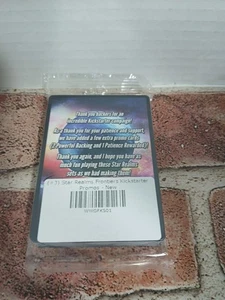 Thank you backers for an
incredible Kickstarter campaign!
As a thank you for your patience and support,
we have added a few extra promo cards
(2 Powerful Backing and 1 Patience Rewarded)!
Thank you again, and I hope you have as
much fun playing these Star Realms
sets as we had making them!
Star Realms Frontiers Kickstarter
Promos
New